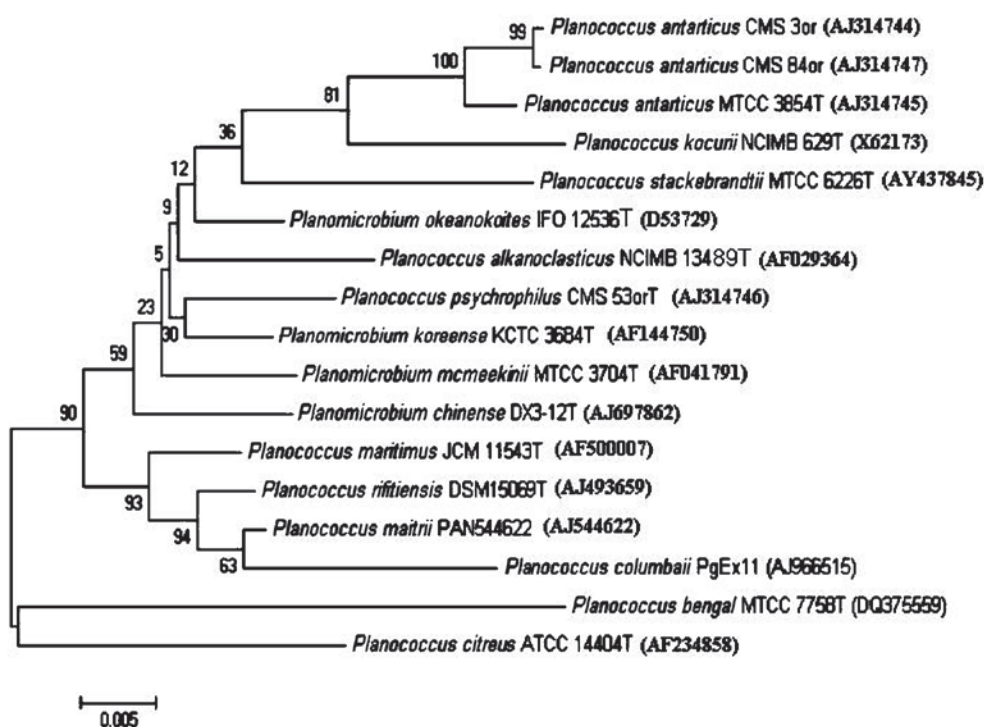 99
Planococcus antarticus CMS 3or (AJ314744)
Planococcus antarticus CMS 84or (AJ314747)
100
Planococcus antarticus MTCC 3854T (AJ314745)
81
Planococcus kocurii NCIMB 629T (X62173)
36
Planococcus stackebrandtii MTCC 6226T (AY437845)
12
Planomicrobium okeanokoites IFO 12536T (D53729)
9
Planococcus alkanoclasticus NCIMB 13489T (AF029364)
5
Planococcus psychrophilus CMS 53orT (AJ314746)
30
Planomicrobium koreense KCTC 3684T (AF144750)
23
Planomicrobium mcmeekinii MTCC 3704T (AF041791)
59
Planomicrobium chinense DX3-12T (AJ697862)
90
Planococcus maritimus JCM 11543T (AF500007)
93
Planococcus rifitiensis DSM15069T (AJ493659)
94
Planococcus maitrii PAN544622 (AJ544622)
63
Planococcus columbaii PgEx11 (AJ966515)
Planococcus bengal MTCC 7758T (DQ375559)
Planococcus citreus ATCC 14404T (AF234858)
0.005